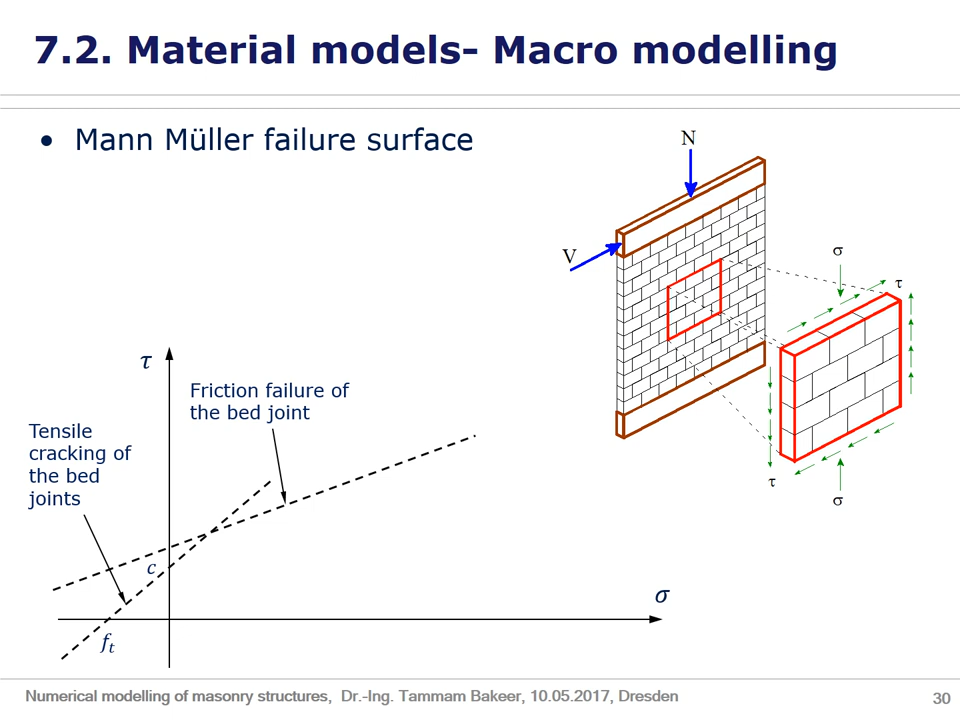 7.2. Material models- Macro modelling
• Mann Müller failure surface
N
V
σ
τ
τ
σ
τ
Friction failure of
the bed joint
Tensile
cracking of
the bed
joints
c
σ
fₜ
Numerical modelling of masonry structures, Dr.-Ing. Tammam Bakeer, 10.05.2017, Dresden
30